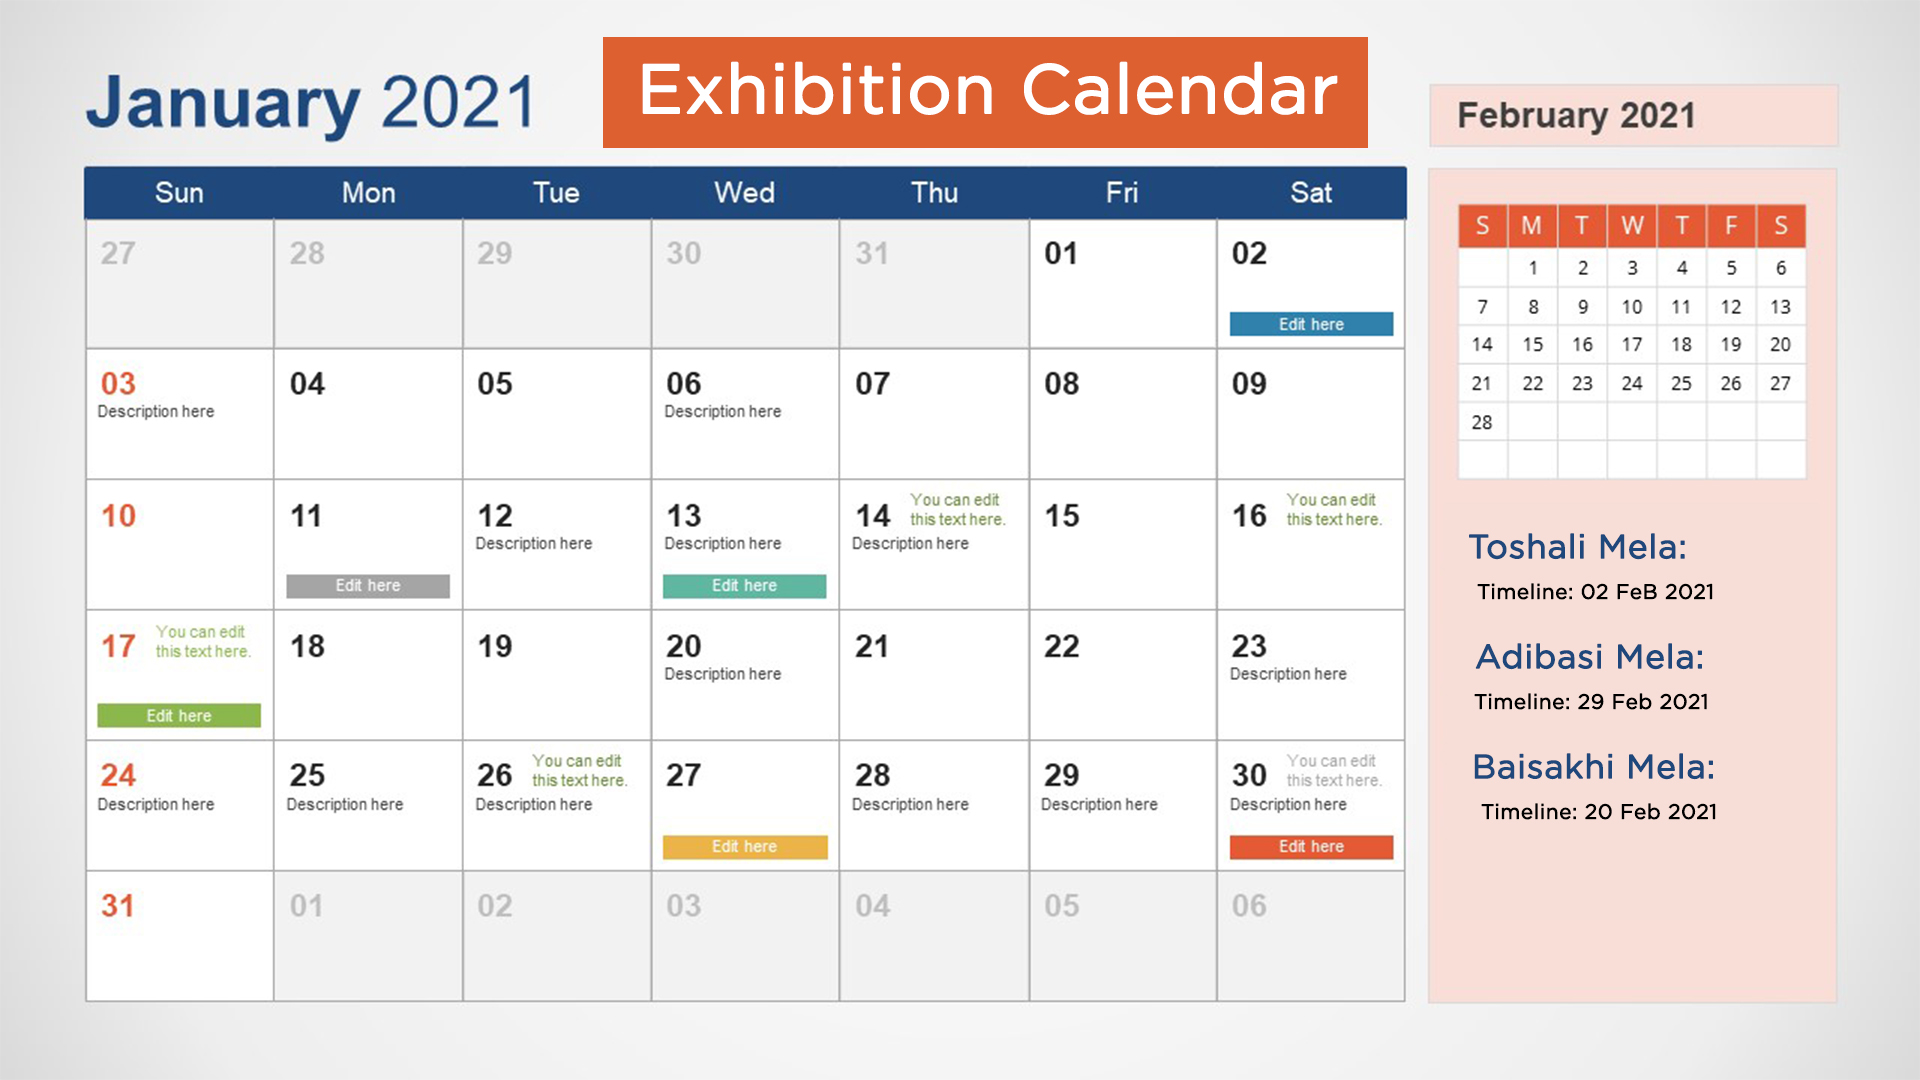 January 2021
Exhibition Calendar
February 2021
Sun Mon Tue Wed Thu Fri Sat
27 28 29 30 31 01 02
Edit here
03 04 05 06 07 08 09
Description here Description here
10 11 12 13 14 You can edit this text here. 15 16 You can edit this text here.
Description here Description here Description here
Edit here Edit here
17 You can edit this text here. 18 19 20 21 22 23
Description here Description here
Edit here
24 25 26 You can edit this text here. 27 28 29 30 You can edit this text here.
Description here Description here Description here Description here Description here Description here
Edit here Edit here
31 01 02 03 04 05 06
S M T W T F S
1 2 3 4 5 6
7 8 9 10 11 12 13
14 15 16 17 18 19 20
21 22 23 24 25 26 27
28
Toshali Mela:
Timeline: 02 FeB 2021
Adibasi Mela:
Timeline: 29 Feb 2021
Baisakhi Mela:
Timeline: 20 Feb 2021